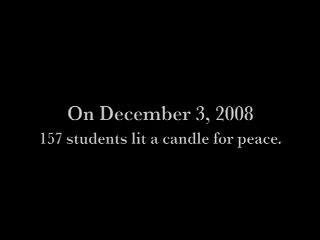 On December 3, 2008
157 students lit a candle for peace.